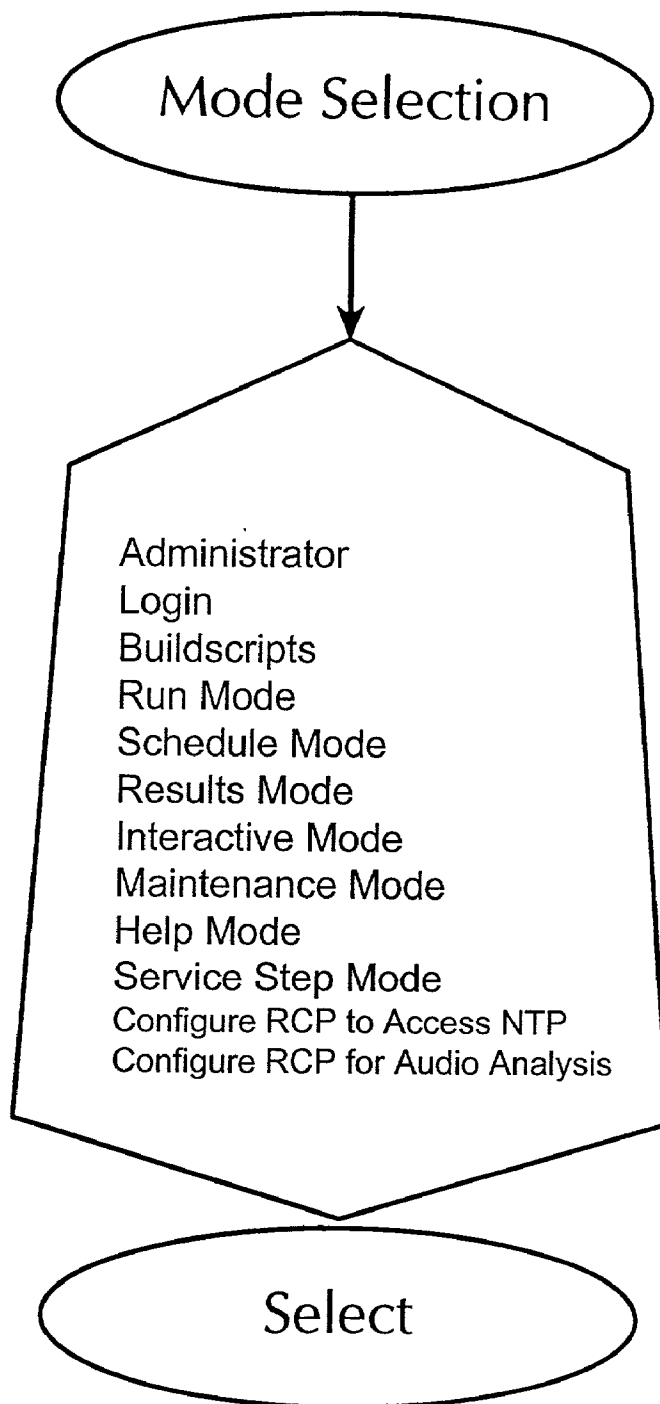 Mode Selection
Administrator
Login
Buildscripts
Run Mode
Schedule Mode
Results Mode
Interactive Mode
Maintenance Mode
Help Mode
Service Step Mode
Configure RCP to Access NTP
Configure RCP for Audio Analysis
Select